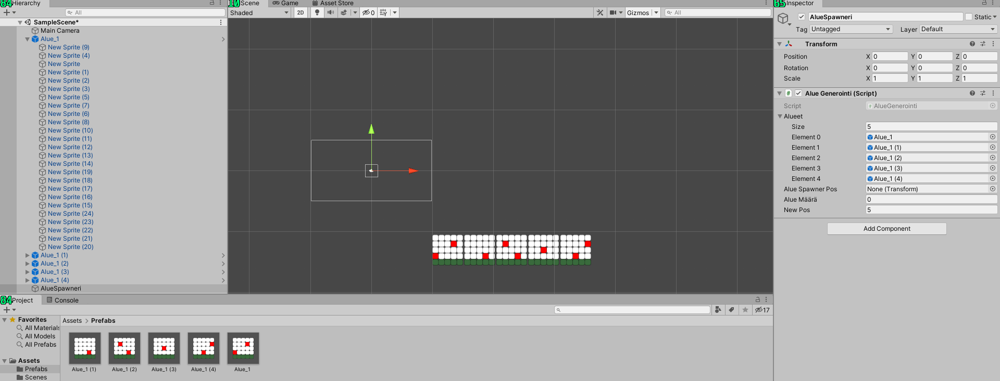 84 Hierarchy
All
SampleScene*
Main Camera
Alue_1
New Sprite (9)
New Sprite (4)
New Sprite
New Sprite (1)
New Sprite (2)
New Sprite (3)
New Sprite (5)
New Sprite (7)
New Sprite (6)
New Sprite (8)
New Sprite (10)
New Sprite (11)
New Sprite (12)
New Sprite (13)
New Sprite (14)
New Sprite (19)
New Sprite (18)
New Sprite (17)
New Sprite (16)
New Sprite (15)
New Sprite (24)
New Sprite (23)
New Sprite (22)
New Sprite (21)
New Sprite (20)
Alue_1 (1)
Alue_1 (2)
Alue_1 (3)
Alue_1 (4)
AlueSpawneri
10 Scene Game Asset Store
Shaded 2D 0 Gizmos All
65 Inspector
AlueSpawneri Static
Tag Untagged Layer Default
Transform
Position X 0 Y 0 Z 0
Rotation X 0 Y 0 Z 0
Scale X 1 Y 1 Z 1
# Alue Generointi (Script)
Script # AlueGenerointi
Alueet
Size 5
Element 0 Alue_1
Element 1 Alue_1 (1)
Element 2 Alue_1 (2)
Element 3 Alue_1 (3)
Element 4 Alue_1 (4)
Alue Spawner Pos None (Transform)
Alue Määrä 0
New Pos 5
Add Component
84 Project Console
17
Favorites
All Materials
All Models
All Prefabs
Assets
Prefabs
Scenes
Assets > Prefabs
Alue_1 (1) Alue_1 (2) Alue_1 (3) Alue_1 (4) Alue_1